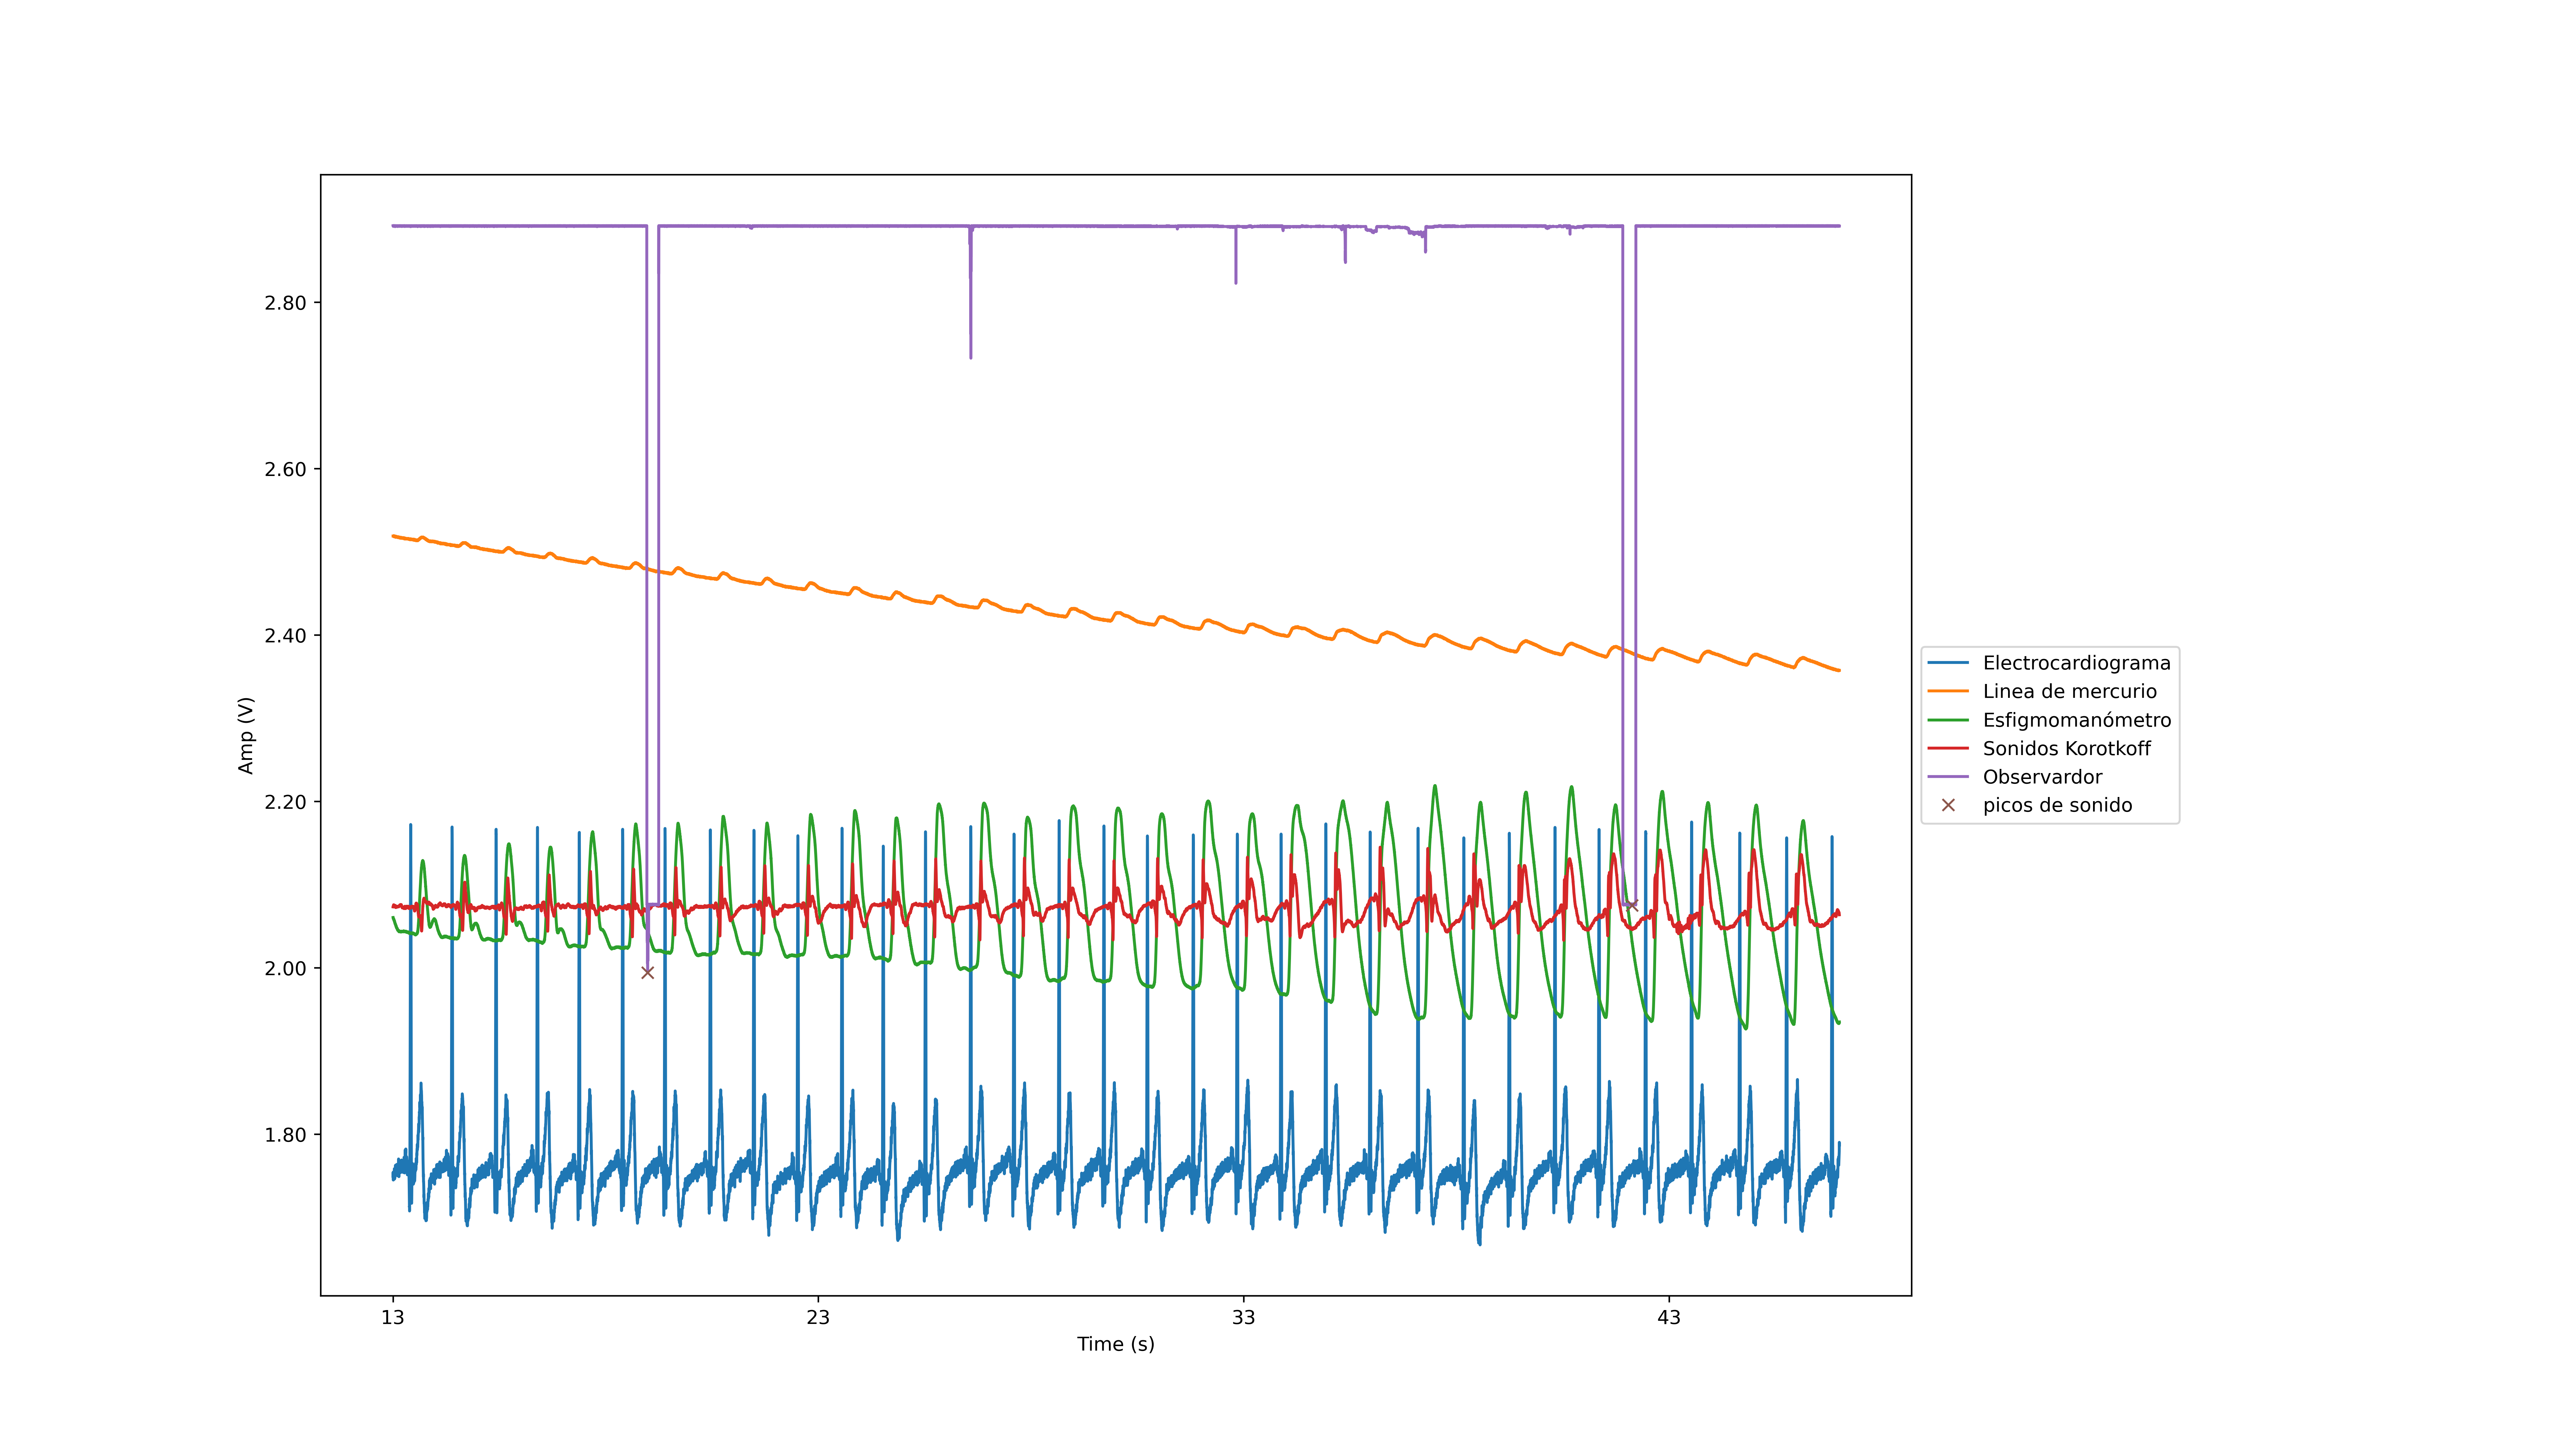 2.80
2.60
2.40
2.20
2.00
1.80
Amp (V)
13 23 33 43
Time (s)
Electrocardiograma
Linea de mercurio
Esfigmomanómetro
Sonidos Korotkoff
Observardor
picos de sonido